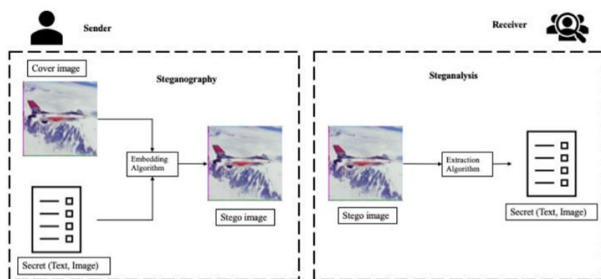 Sender
Receiver
Cover image
Steganography
Embedding
Algorithm
Stego image
Secret (Text, Image)
Steganalysis
Stego image
Extraction
Algorithm
Secret (Text, Image)